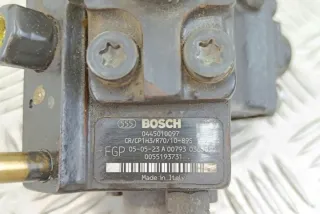 BOSCH
0445010097
CR/CP1H3/R70/10-89S
FGP 05-05-23 A 00793
0055193731
Made in Italy